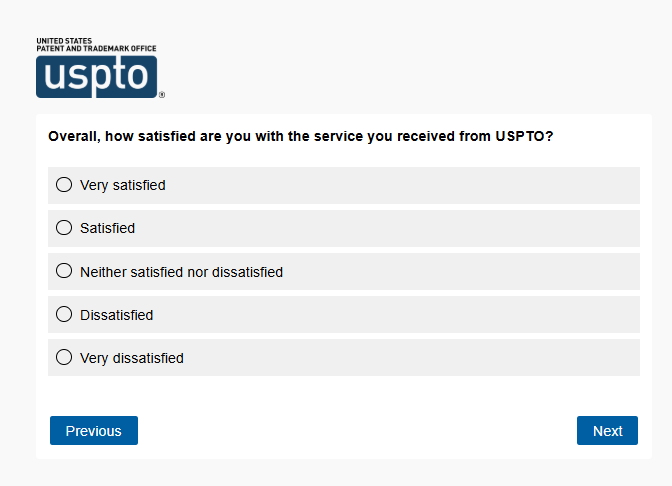 UNITED STATES
PATENT AND TRADEMARK OFFICE
uspto®
Overall, how satisfied are you with the service you received from USPTO?
Very satisfied
Satisfied
Neither satisfied nor dissatisfied
Dissatisfied
Very dissatisfied
Previous
Next